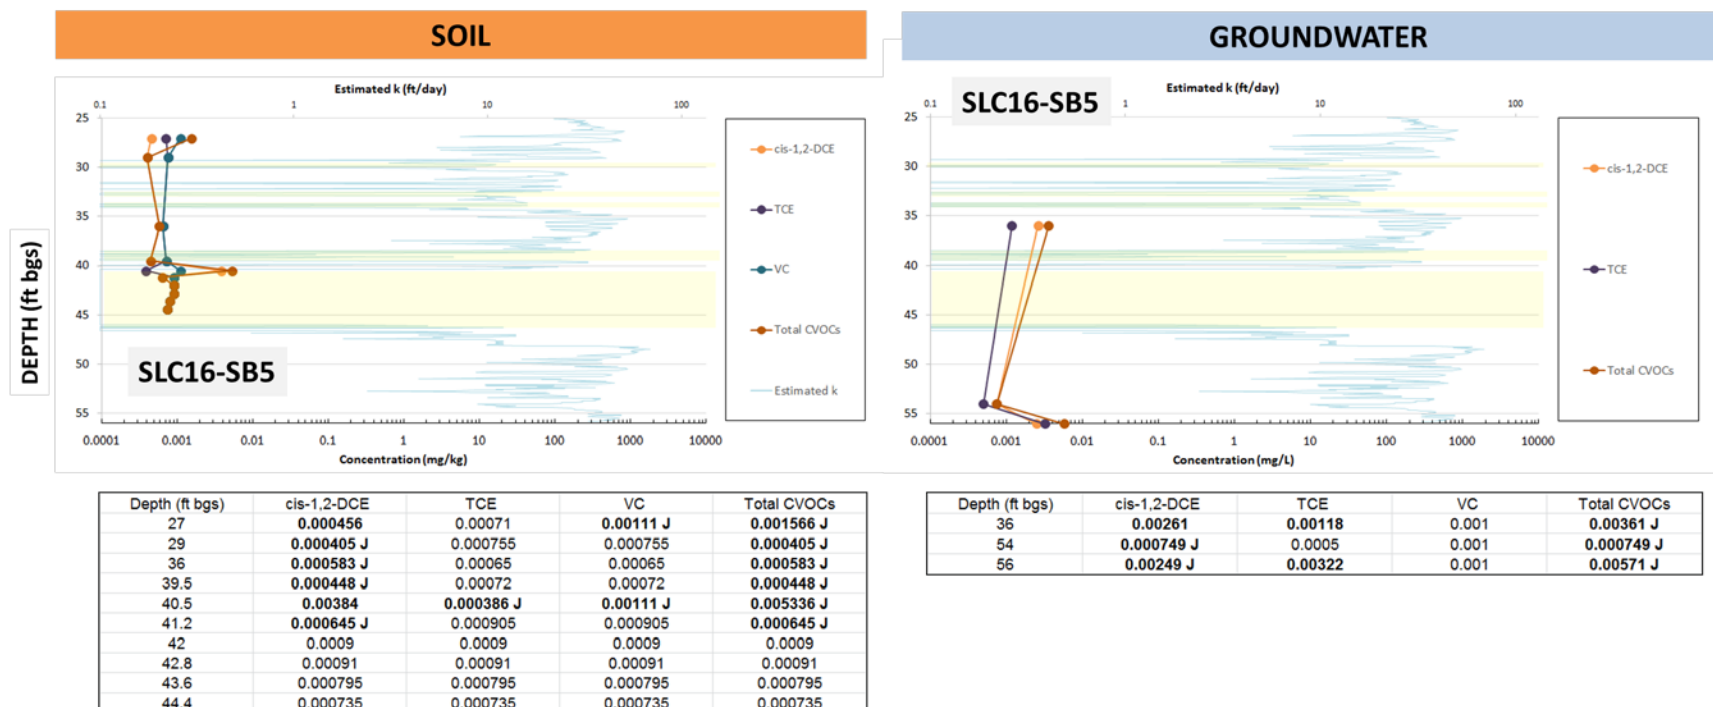 SOIL
GROUNDWATER
Estimated k (ft/day)
0.1 1 10 100
25
30
35
40
45
50
55
DEPTH (ft bgs)
SLC16-SB5
0.0001 0.001 0.01 0.1 1 10 100 1000 10000
Concentration (mg/kg)
cis-1,2-DCE
TCE
VC
Total CVOCs
Estimated k
SLC16-SB5
Estimated k (ft/day)
0.1 1 10 100
25
30
35
40
45
50
55
0.0001 0.001 0.01 0.1 1 10 100 1000 10000
Concentration (mg/L)
cis-1,2-DCE
TCE
Total CVOCs
Depth (ft bgs) cis-1,2-DCE TCE VC Total CVOCs
27 0.000456 0.00071 0.00111 J 0.001566 J
29 0.000405 J 0.000755 0.000755 0.000405 J
36 0.000583 J 0.00065 0.00065 0.000583 J
39.5 0.000448 J 0.00072 0.00072 0.000448 J
40.5 0.00384 0.000386 J 0.00111 J 0.005336 J
41.2 0.000645 J 0.000905 0.000905 0.000645 J
42 0.0009 0.0009 0.0009 0.0009
42.8 0.00091 0.00091 0.00091 0.00091
43.6 0.000795 0.000795 0.000795 0.000795
44.4 0.000735 0.000735 0.000735 0.000735
Depth (ft bgs) cis-1,2-DCE TCE VC Total CVOCs
36 0.00261 0.00118 0.001 0.00361 J
54 0.000749 J 0.0005 0.001 0.000749 J
56 0.00249 J 0.00322 0.001 0.00571 J